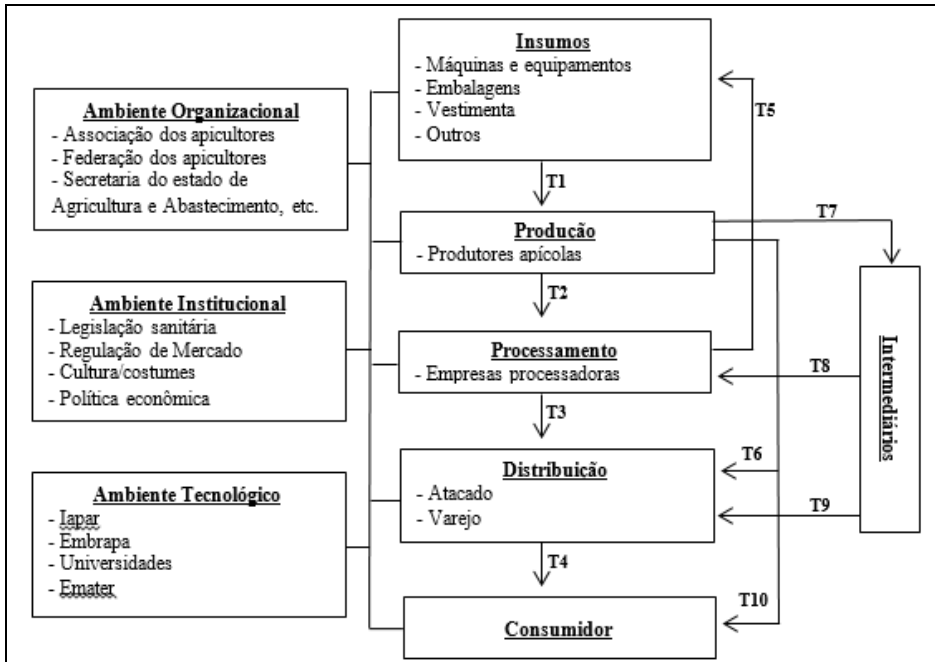 Insumos
- Máquinas e equipamentos
- Embalagens
- Vestimenta
- Outros
Ambiente Organizacional
- Associação dos apicultores
- Federação dos apicultores
- Secretaria do estado de
Agricultura e Abastecimento, etc.
T5
T1
Produção
- Produtores apícolas
T7
T2
Ambiente Institucional
- Legislação sanitária
- Regulação de Mercado
- Cultura/costumes
- Política econômica
Processamento
- Empresas processadoras
T8
Intermediários
T3
Distribuição
- Atacado
- Varejo
T6
T9
Ambiente Tecnológico
- Iapar
- Embrapa
- Universidades
- Emater
T4
T10
Consumidor